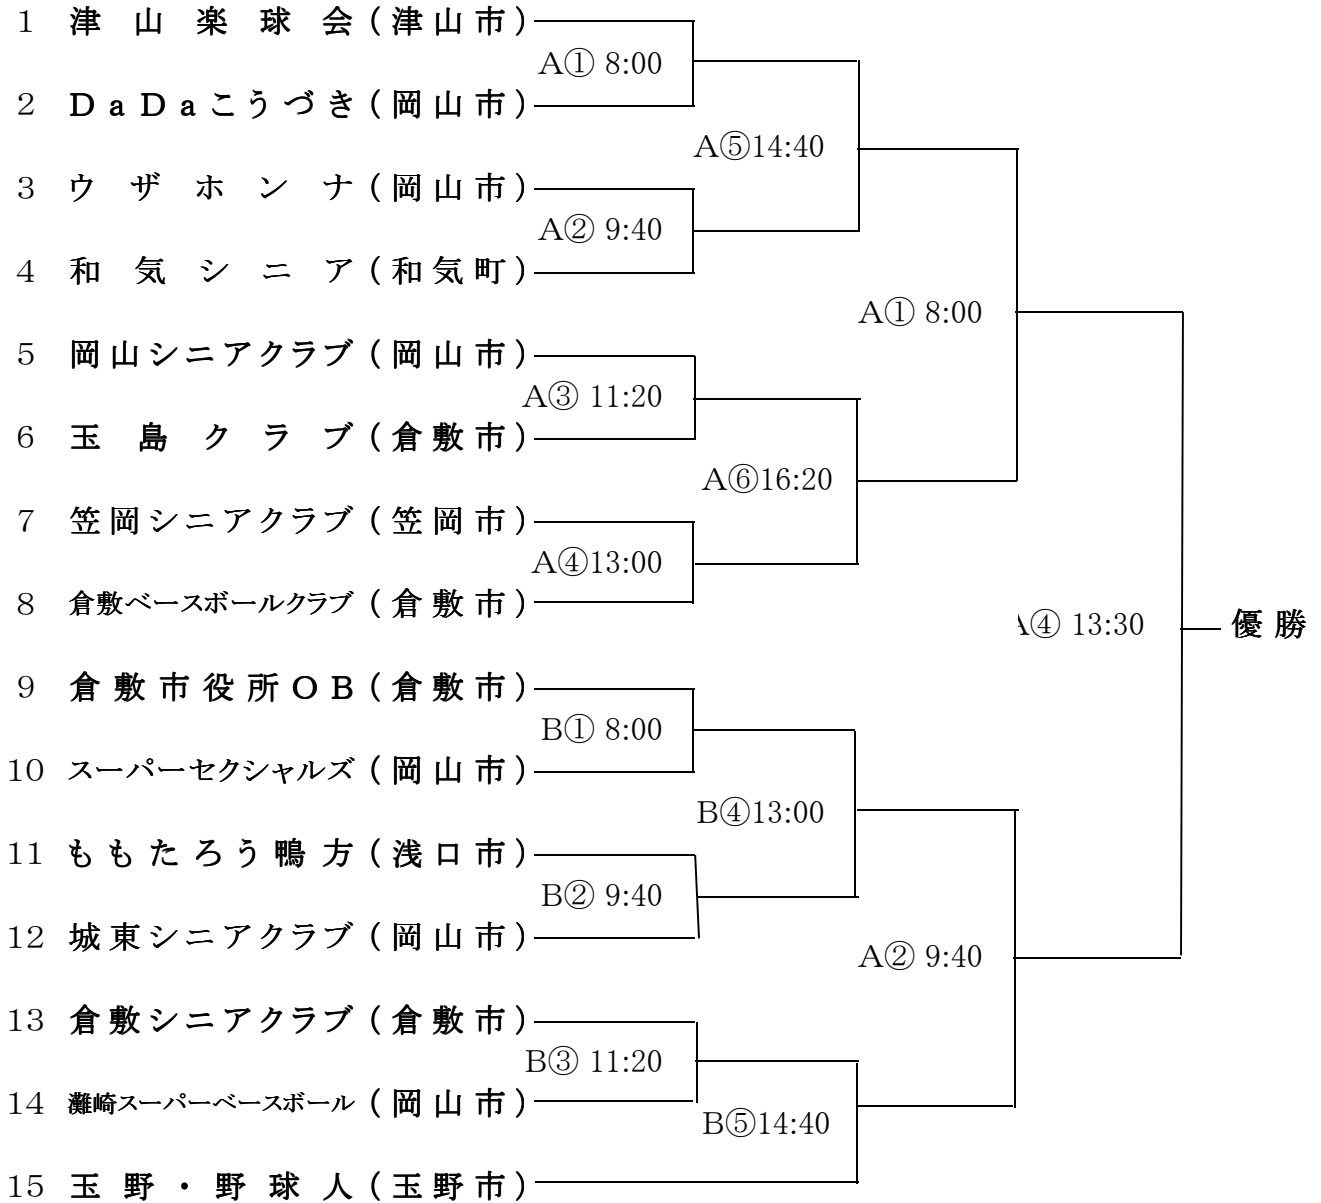 1 津山楽球会(津山市)
A① 8:00
2 DaDaこうづき(岡山市)
A⑤14:40
3 ウザホンナ(岡山市)
A② 9:40
4 和気シニア(和気町)
A① 8:00
5 岡山シニアクラブ(岡山市)
A③ 11:20
6 玉島クラブ(倉敷市)
A⑥16:20
7 笠岡シニアクラブ(笠岡市)
A④13:00
8 倉敷ベースボールクラブ(倉敷市)
A④ 13:30 優勝
9 倉敷市役所OB(倉敷市)
B① 8:00
10 スーパーセクシャルズ(岡山市)
B④13:00
11 ももたろう鴨方(浅口市)
B② 9:40
12 城東シニアクラブ(岡山市)
A② 9:40
13 倉敷シニアクラブ(倉敷市)
B③ 11:20
14 灘崎スーパーベースボール(岡山市)
B⑤14:40
15 玉野・野球人(玉野市)